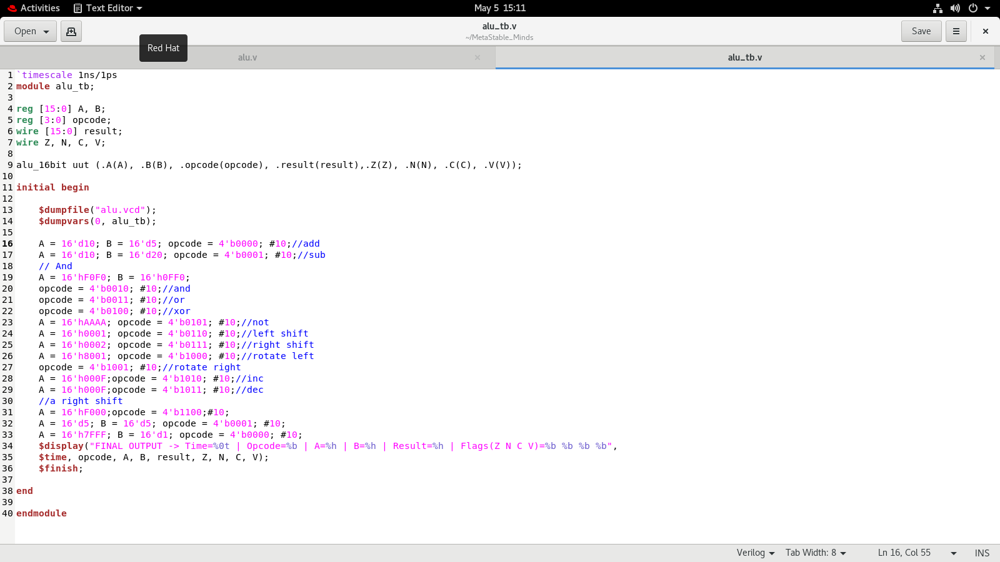 Activities Text Editor May 5 15:11
Open alu_tb.v Save
~/MetaStable_Minds
Red Hat
alu.v alu_tb.v
1 `timescale 1ns/1ps
2 module alu_tb;
3
4 reg [15:0] A, B;
5 reg [3:0] opcode;
6 wire [15:0] result;
7 wire Z, N, C, V;
8
9 alu_16bit uut (.A(A), .B(B), .opcode(opcode), .result(result),.Z(Z), .N(N), .C(C), .V(V));
10
11 initial begin
12
13     $dumpfile("alu.vcd");
14     $dumpvars(0, alu_tb);
15
16     A = 16'd10; B = 16'd5; opcode = 4'b0000; #10;//add
17     A = 16'd10; B = 16'd20; opcode = 4'b0001; #10;//sub
18     // And
19     A = 16'hF0F0; B = 16'h0FF0;
20     opcode = 4'b0010; #10;//and
21     opcode = 4'b0011; #10;//or
22     opcode = 4'b0100; #10;//xor
23     A = 16'hAAAA; opcode = 4'b0101; #10;//not
24     A = 16'h0001; opcode = 4'b0110; #10;//left shift
25     A = 16'h0002; opcode = 4'b0111; #10;//right shift
26     A = 16'h8001; opcode = 4'b1000; #10;//rotate left
27     opcode = 4'b1001; #10;//rotate right
28     A = 16'h000F;opcode = 4'b1010; #10;//inc
29     A = 16'h000F;opcode = 4'b1011; #10;//dec
30     //a right shift
31     A = 16'hF000;opcode = 4'b1100;#10;
32     A = 16'd5; B = 16'd5; opcode = 4'b0001; #10;
33     A = 16'h7FFF; B = 16'd1; opcode = 4'b0000; #10;
34     $display("FINAL OUTPUT -> Time=%0t | Opcode=%b | A=%h | B=%h | Result=%h | Flags(Z N C V)=%b %b %b %b",
35     $time, opcode, A, B, result, Z, N, C, V);
36     $finish;
37
38 end
39
40 endmodule
Verilog Tab Width: 8 Ln 16, Col 55 INS